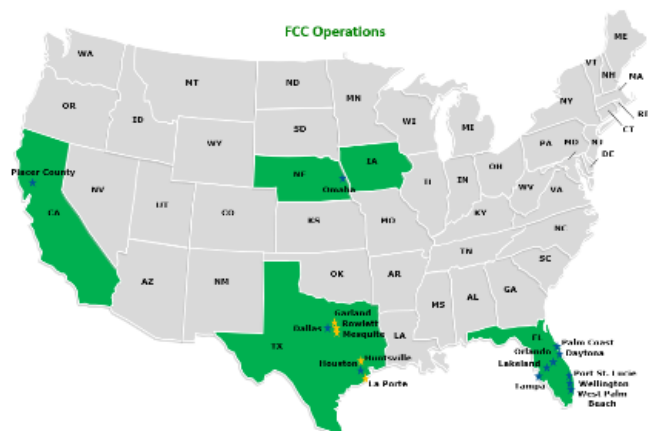 FCC Operations
WA
OR
ID
MT
ND
MN
WI
MI
SD
WY
NV
UT
CO
KS
MO
NE
IA
Omaha
Placer County
CA
AZ
NM
OK
AR
TX
Garland
Rowlett
Mesquite
Dallas
Huntsville
Houston
La Porte
LA
MS
AL
GA
TN
KY
IN
OH
WV
VA
NC
SC
PA
MD
NJ
DE
NY
VT
NH
ME
MA
RI
CT
FL
Palm Coast
Daytona
Orlando
Lakeland
Tampa
Port St. Lucie
Wellington
West Palm
Beach